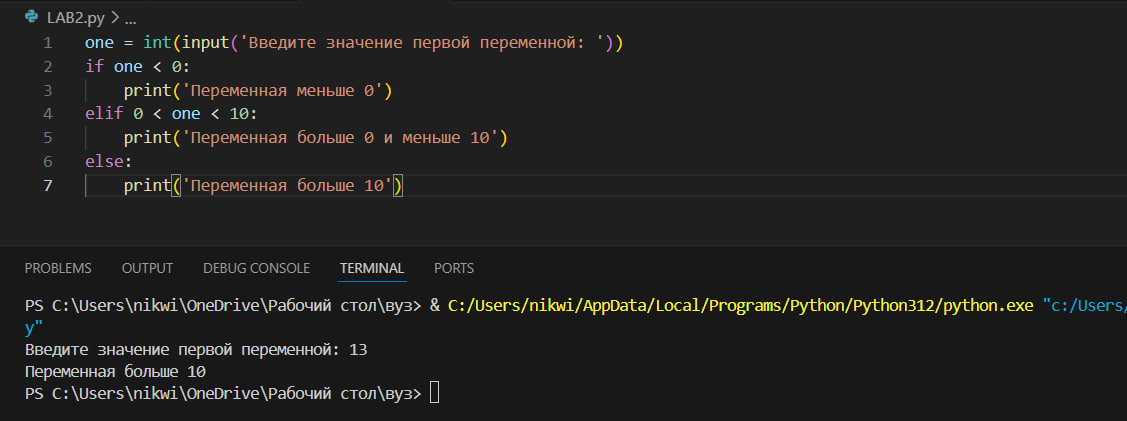 LAB2.py > ...
1 one = int(input('Введите значение первой переменной: '))
2 if one < 0:
3     print('Переменная меньше 0')
4 elif 0 < one < 10:
5     print('Переменная больше 0 и меньше 10')
6 else:
7     print('Переменная больше 10')
PROBLEMS OUTPUT DEBUG CONSOLE TERMINAL PORTS
PS C:\Users\nikwi\OneDrive\Рабочий стол\вуз> & C:/Users/nikwi/AppData/Local/Programs/Python/Python312/python.exe "c:/Users/
y"
Введите значение первой переменной: 13
Переменная больше 10
PS C:\Users\nikwi\OneDrive\Рабочий стол\вуз>